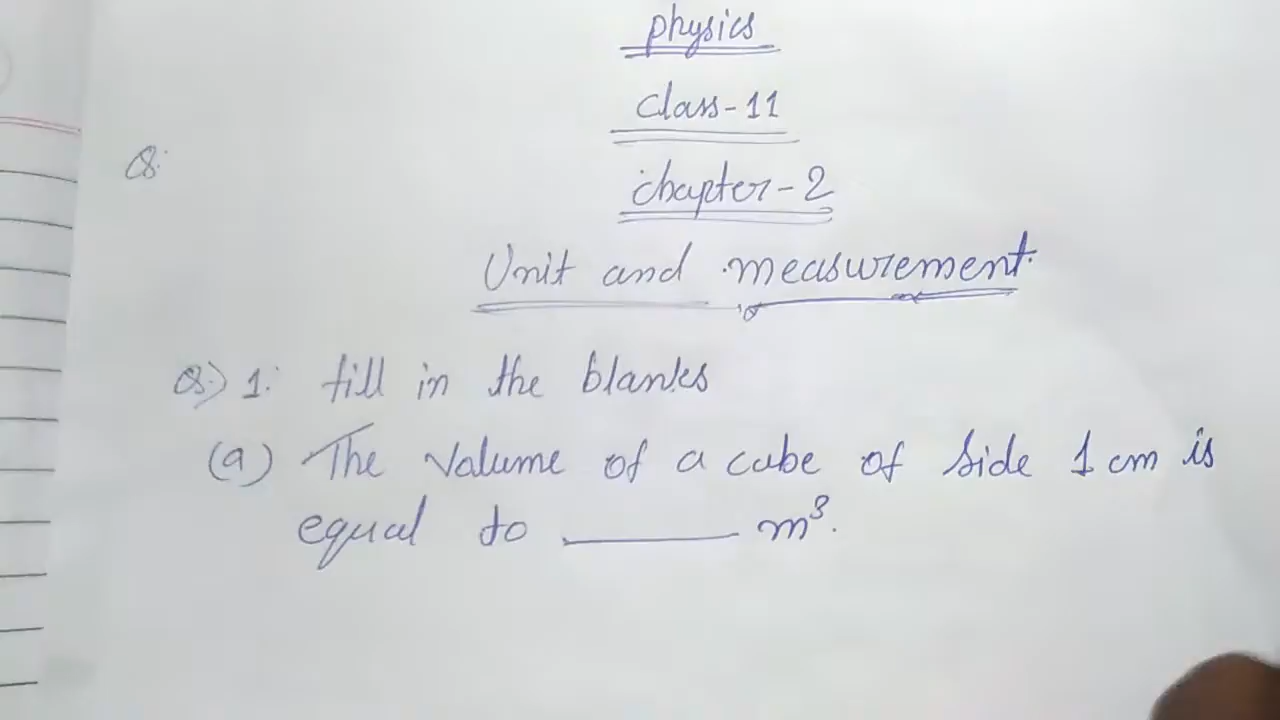 physics
class-11
chapter-2
Q:
Unit and measurement.
Q.) 1. fill in the blanks
(a) The Volume of a cube of side 1 cm is
equal to ______ m³.